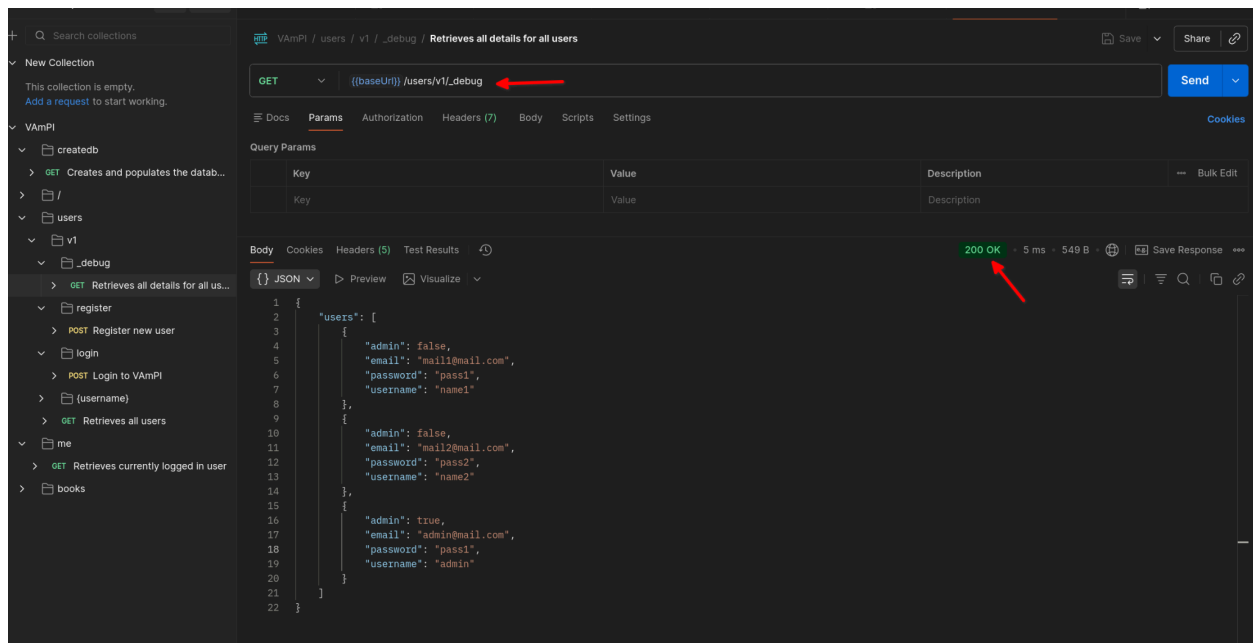 Search collections
New Collection
This collection is empty.
Add a request to start working.
VAmPI
createdb
GET Creates and populates the datab...
/
users
v1
_debug
GET Retrieves all details for all us...
register
POST Register new user
login
POST Login to VAmPI
{username}
GET Retrieves all users
me
GET Retrieves currently logged in user
books
HTTP VAmPI / users / v1 / _debug / Retrieves all details for all users
Save Share
GET {{baseUrl}} /users/v1/_debug Send
Docs Params Authorization Headers (7) Body Scripts Settings Cookies
Query Params
Key Value Description Bulk Edit
Key Value Description
Body Cookies Headers (5) Test Results 200 OK 5 ms 549 B Save Response
{} JSON Preview Visualize
1 {
2 "users": [
3 {
4 "admin": false,
5 "email": "mail1@mail.com",
6 "password": "pass1",
7 "username": "name1"
8 },
9 {
10 "admin": false,
11 "email": "mail2@mail.com",
12 "password": "pass2",
13 "username": "name2"
14 },
15 {
16 "admin": true,
17 "email": "admin@mail.com",
18 "password": "pass1",
19 "username": "admin"
20 }
21 ]
22 }